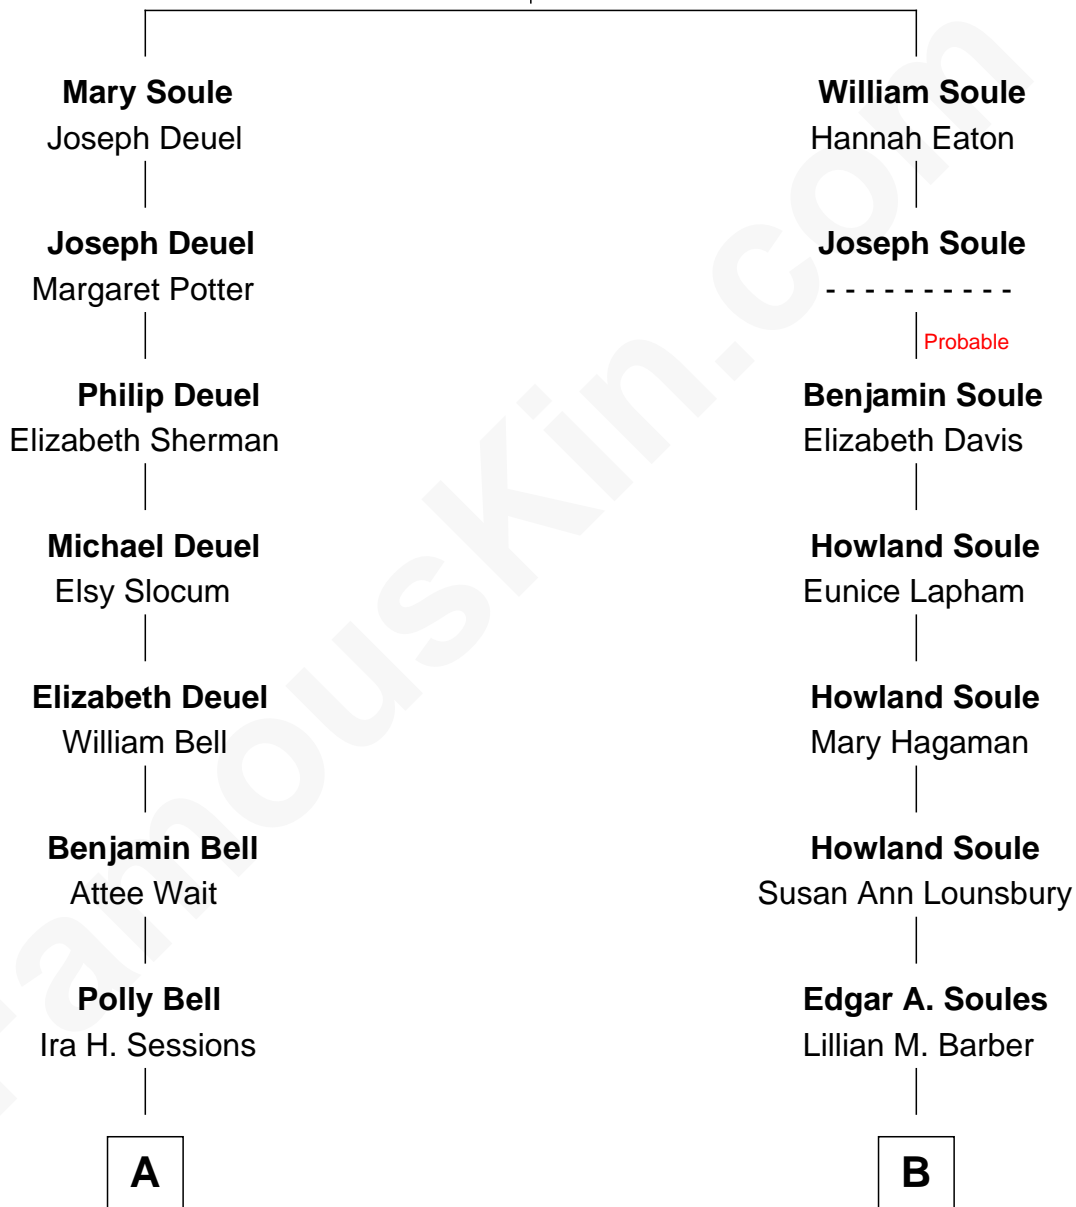 Mary Soule
Joseph Deuel
Joseph Deuel
Margaret Potter
Philip Deuel
Elizabeth Sherman
Michael Deuel
Elsy Slocum
Elizabeth Deuel
William Bell
Benjamin Bell
Attee Wait
Polly Bell
Ira H. Sessions
A
William Soule
Hannah Eaton
Joseph Soule
- - - - - - - - - -
Probable
Benjamin Soule
Elizabeth Davis
Howland Soule
Eunice Lapham
Howland Soule
Mary Hagaman
Howland Soule
Susan Ann Lounsbury
Edgar A. Soules
Lillian M. Barber
B
FamousKin.com